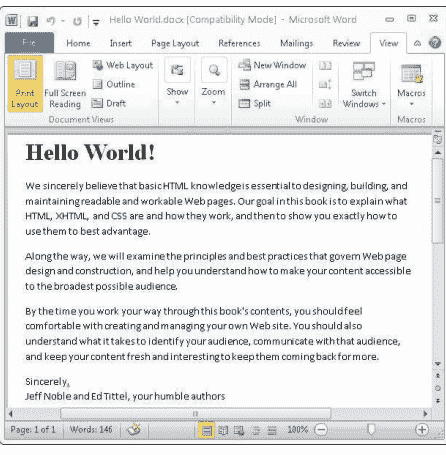 Hello World.docx [Compatibility Mode] - Microsoft Word
File Home Insert Page Layout References Mailings Review View
Print Layout
Full Screen Reading
Web Layout
Outline
Draft
Document Views
Show
Zoom
New Window
Arrange All
Split
Switch Windows
Window
Macros
Macros
Hello World!
We sincerely believe that basic HTML knowledge is essential to designing, building, and
maintaining readable and workable Web pages. Our goal in this book is to explain what
HTML, XHTML, and CSS are and how they work, and then to show you exactly how to
use them to best advantage.
Along the way, we will examine the principles and best practices that govern Web page
design and construction, and help you understand how to make your content accessible
to the broadest possible audience.
By the time you work your way through this book's contents, you should feel
comfortable with creating and managing your own Web site. You should also
understand what it takes to identify your audience, communicate with that audience,
and keep your content fresh and interesting to keep them coming back for more.
Sincerely,
Jeff Noble and Ed Tittel, your humble authors
Page: 1 of 1 Words: 146 100%